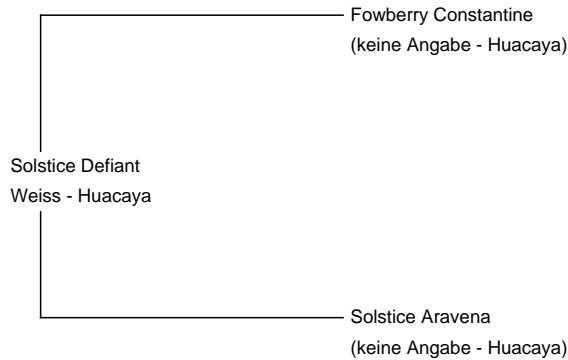 Fowberry Constantine
(keine Angabe - Huacaya)
Solstice Defiant
Weiss - Huacaya
Solstice Aravena
(keine Angabe - Huacaya)